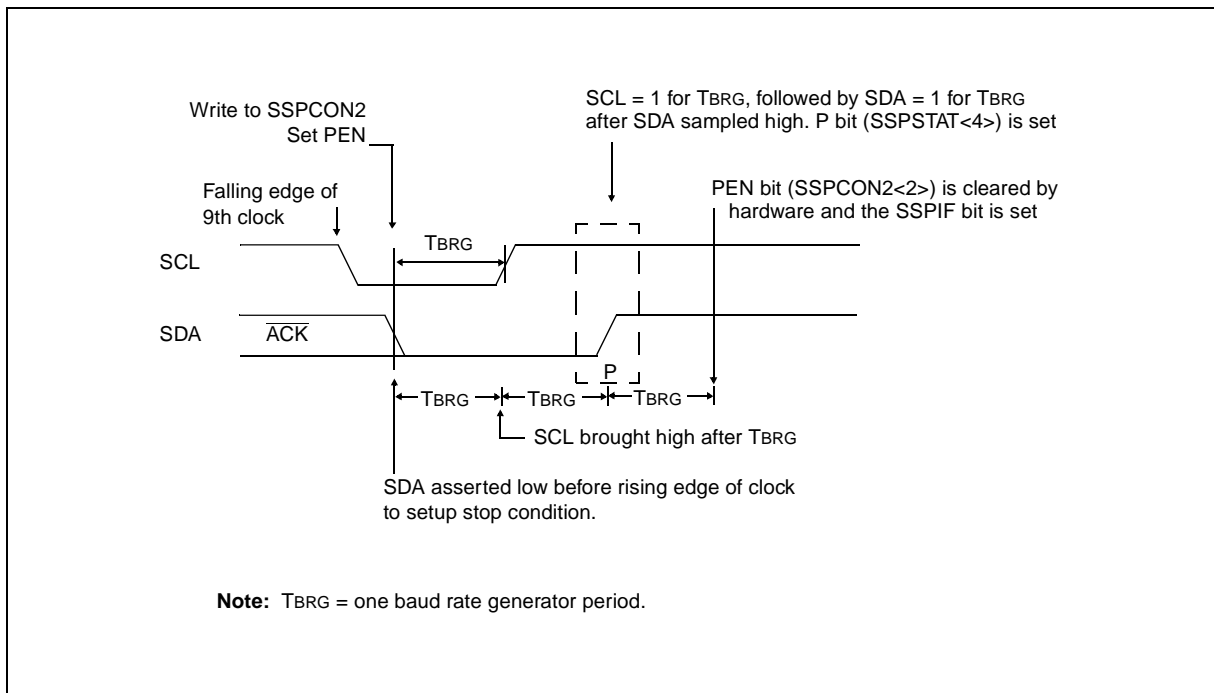 SCL = 1 for TBRG, followed by SDA = 1 for TBRG
after SDA sampled high. P bit (SSPSTAT<4>) is set
Write to SSPCON2
Set PEN
PEN bit (SSPCON2<2>) is cleared by
hardware and the SSPIF bit is set
Falling edge of
9th clock
TBRG
SCL
SDA
ACK
P
TBRG
TBRG
TBRG
SCL brought high after TBRG
SDA asserted low before rising edge of clock
to setup stop condition.
Note: TBRG = one baud rate generator period.